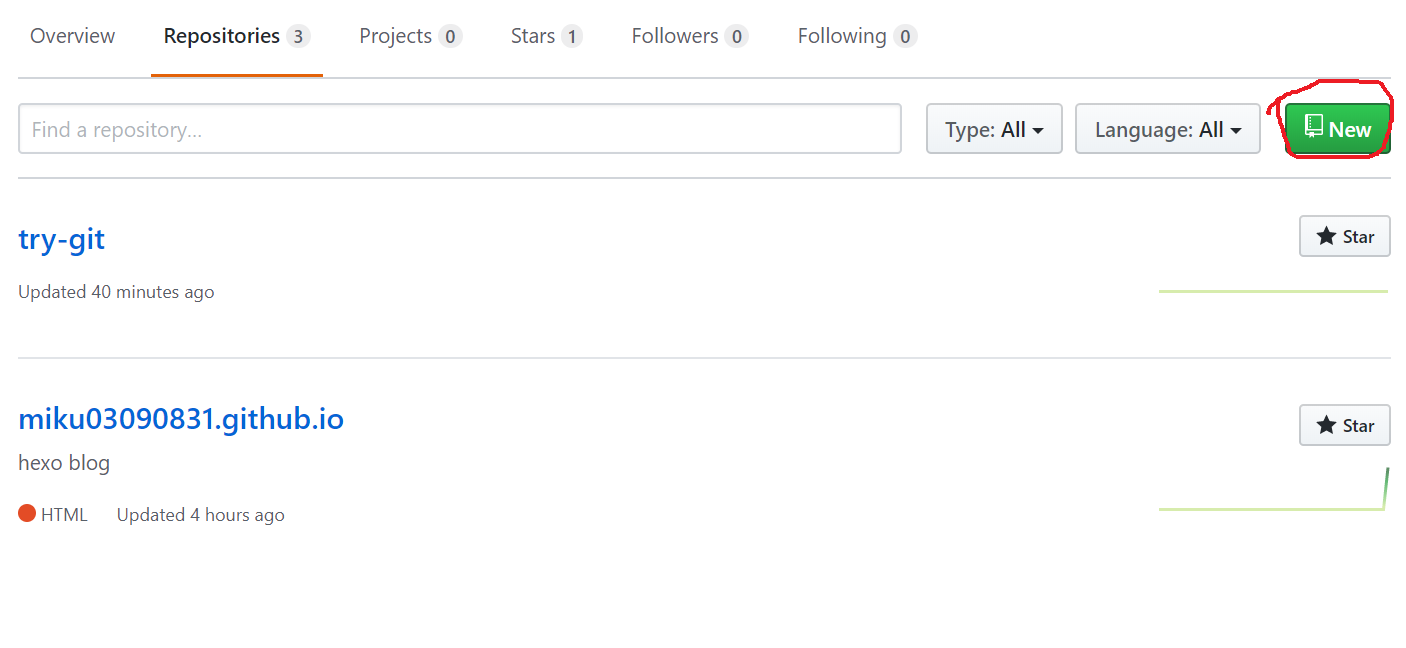 Overview Repositories 3 Projects 0 Stars 1 Followers 0 Following 0
Find a repository... Type: All Language: All New
try-git Star
Updated 40 minutes ago
miku03090831.github.io Star
hexo blog
HTML Updated 4 hours ago